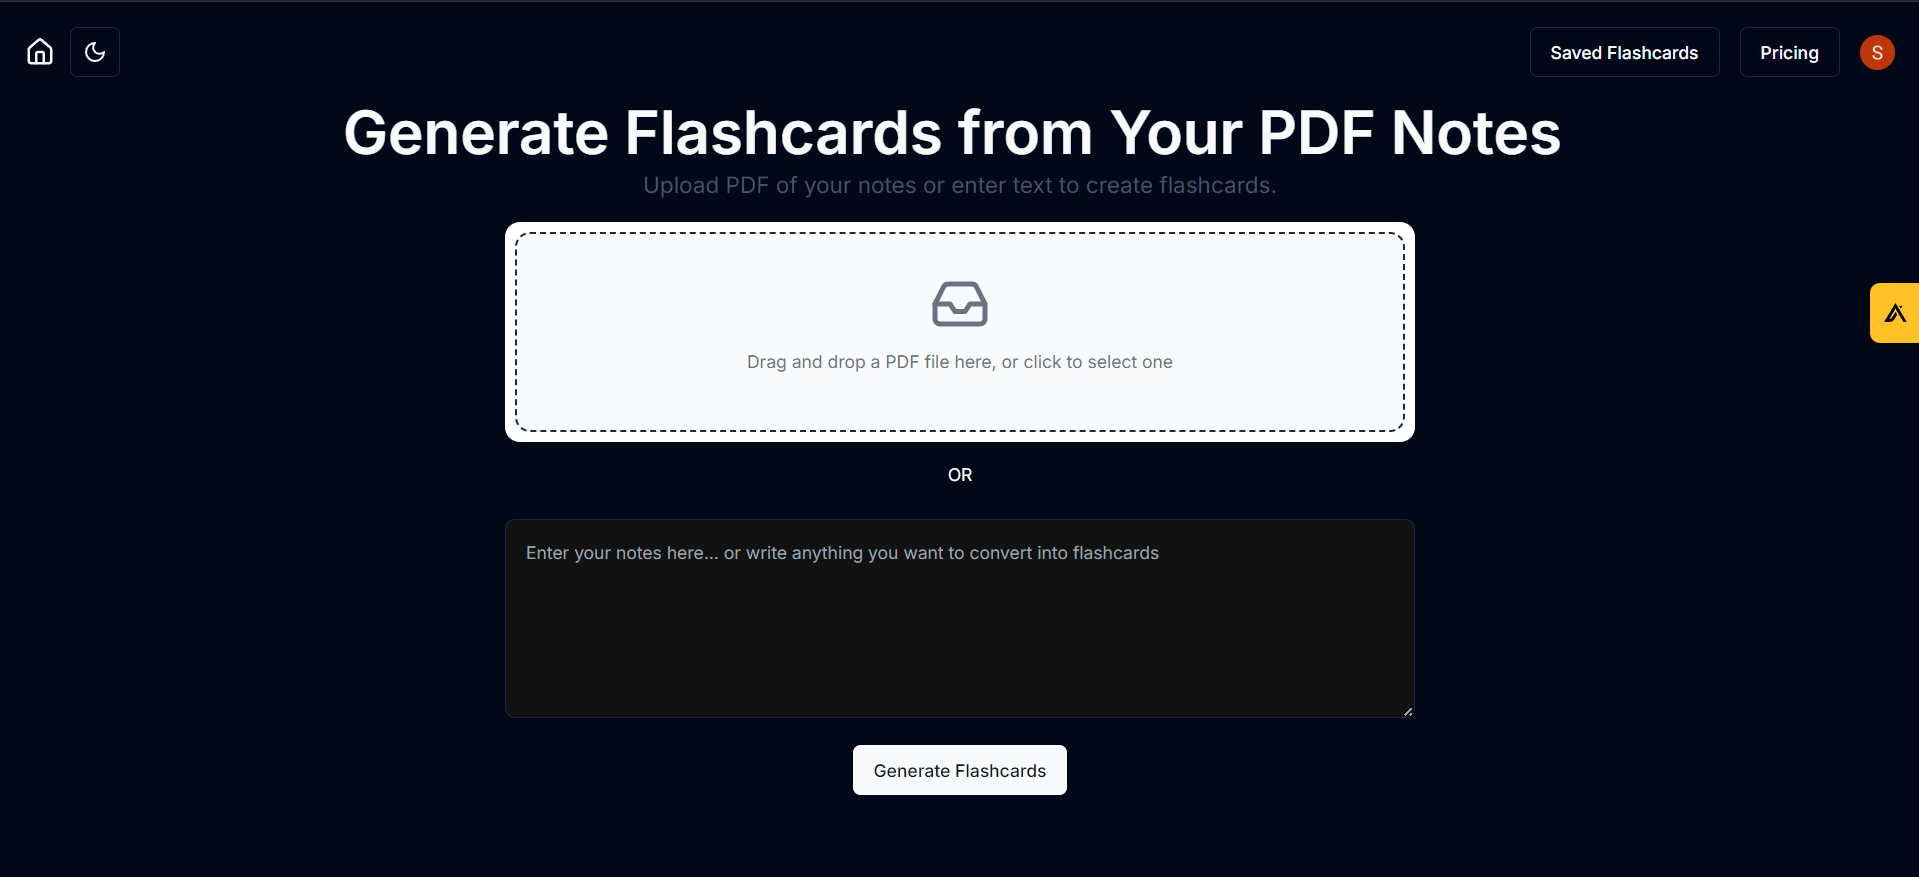 Saved Flashcards
Pricing
S
Generate Flashcards from Your PDF Notes
Upload PDF of your notes or enter text to create flashcards.
Drag and drop a PDF file here, or click to select one
OR
Enter your notes here... or write anything you want to convert into flashcards
Generate Flashcards